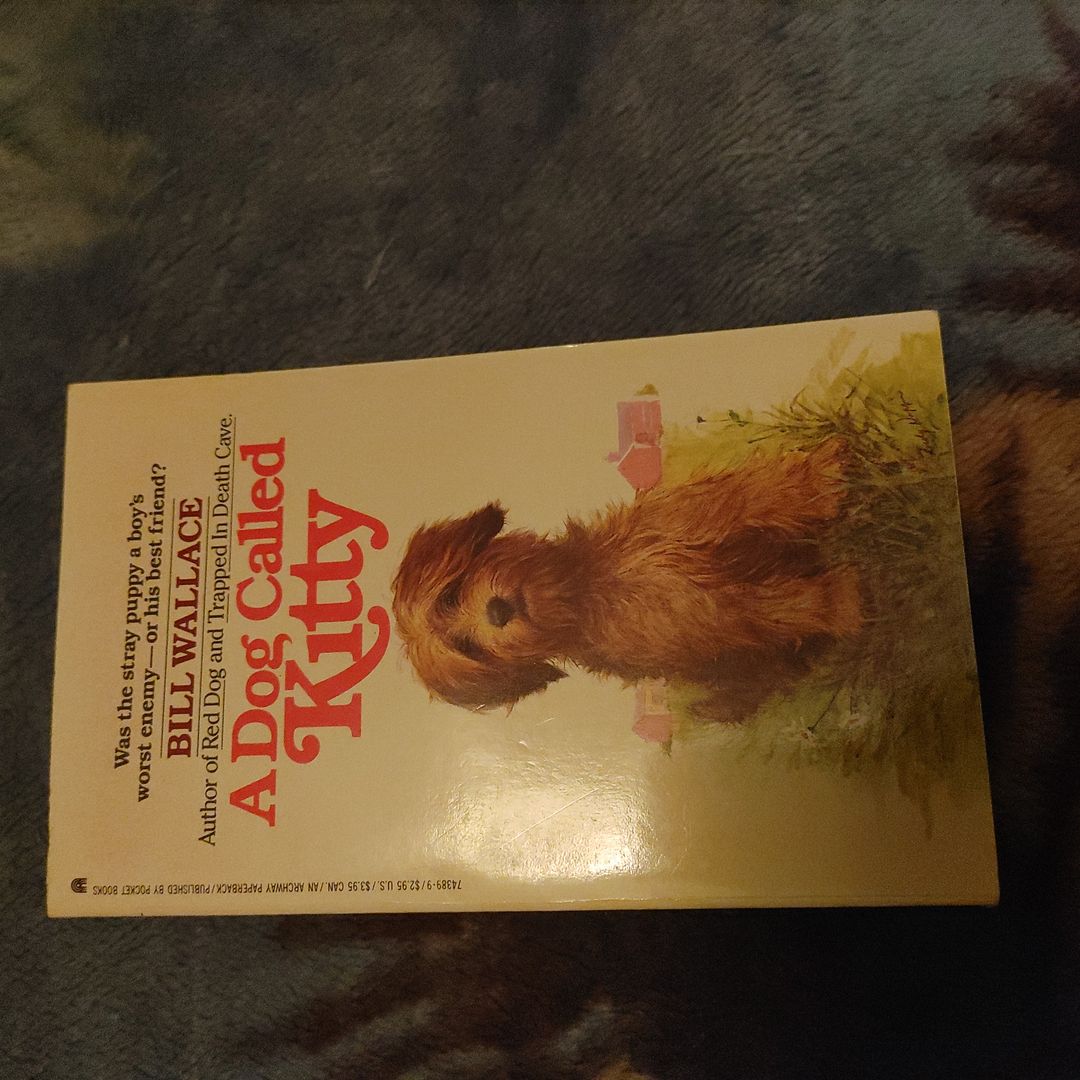 Was the stray puppy a boy's
worst enemy—or his best friend?
BILL WALLACE
Author of Red Dog and Trapped In Death Cave.
A Dog Called
Kitty
74389-9/$2.95 U.S./$3.95 CAN./AN ARCHWAY PAPERBACK/PUBLISHED BY POCKET BOOKS